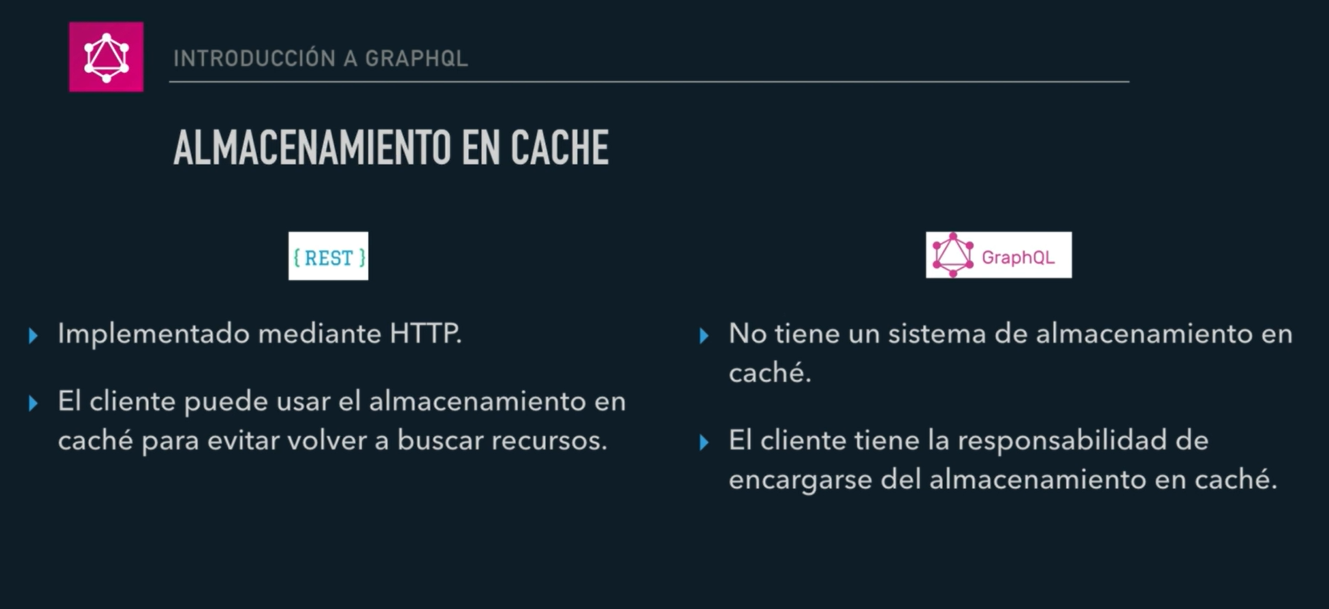 INTRODUCCIÓN A GRAPHQL
ALMACENAMIENTO EN CACHE
{ REST }
Implementado mediante HTTP.
El cliente puede usar el almacenamiento en
caché para evitar volver a buscar recursos.
GraphQL
No tiene un sistema de almacenamiento en
caché.
El cliente tiene la responsabilidad de
encargarse del almacenamiento en caché.